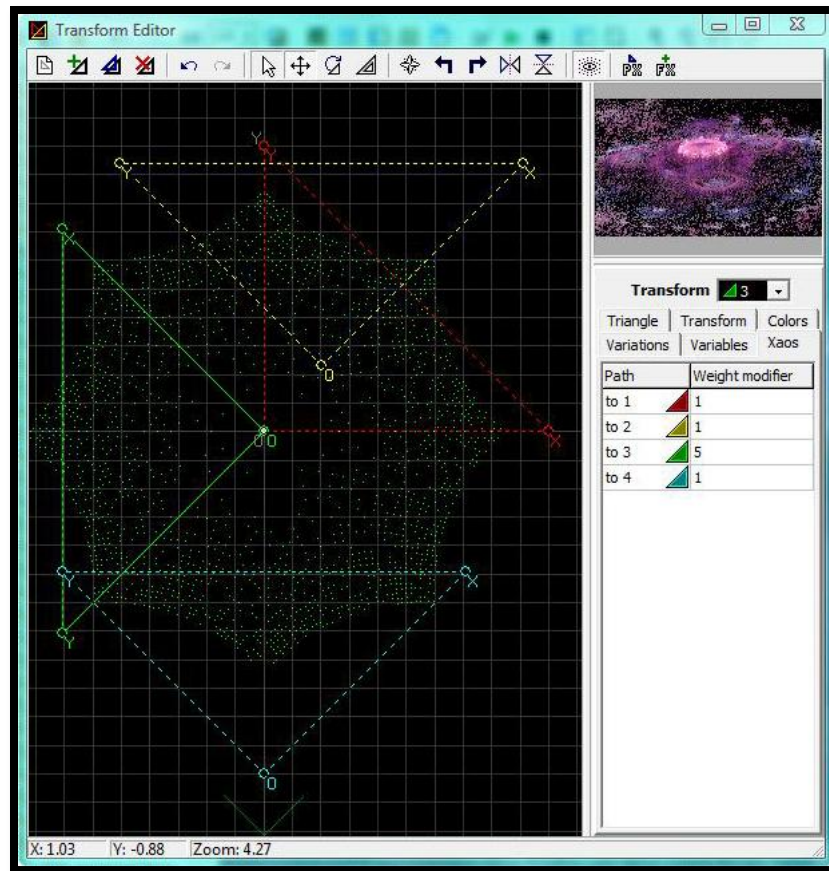 Transform Editor
Transform 3
Triangle Transform Colors
Variations Variables Xaos
Path Weight modifier
to 1 1
to 2 1
to 3 5
to 4 1
Y
Y
Y
X
X
O
O O
X
Y
X
Y
O
X: 1.03 Y: -0.88 Zoom: 4.27